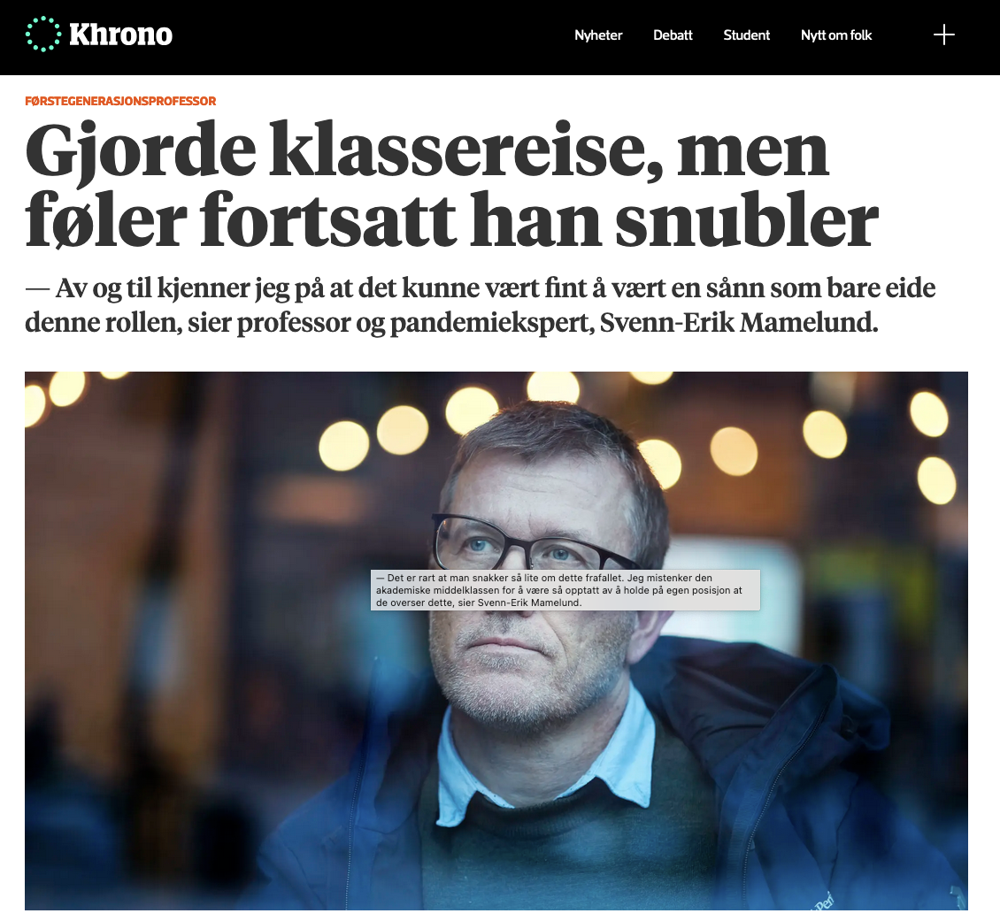 Khrono
Nyheter Debatt Student Nytt om folk
FØRSTEGENERASJONSPROFESSOR
Gjorde klassereise, men
føler fortsatt han snubler
— Av og til kjenner jeg på at det kunne vært fint å vært en sånn som bare eide
denne rollen, sier professor og pandemiekspert, Svenn-Erik Mamelund.
— Det er rart at man snakker så lite om dette frafallet. Jeg mistenker den
akademiske middelklassen for å være så opptatt av å holde på egen posisjon at
de overser dette, sier Svenn-Erik Mamelund.